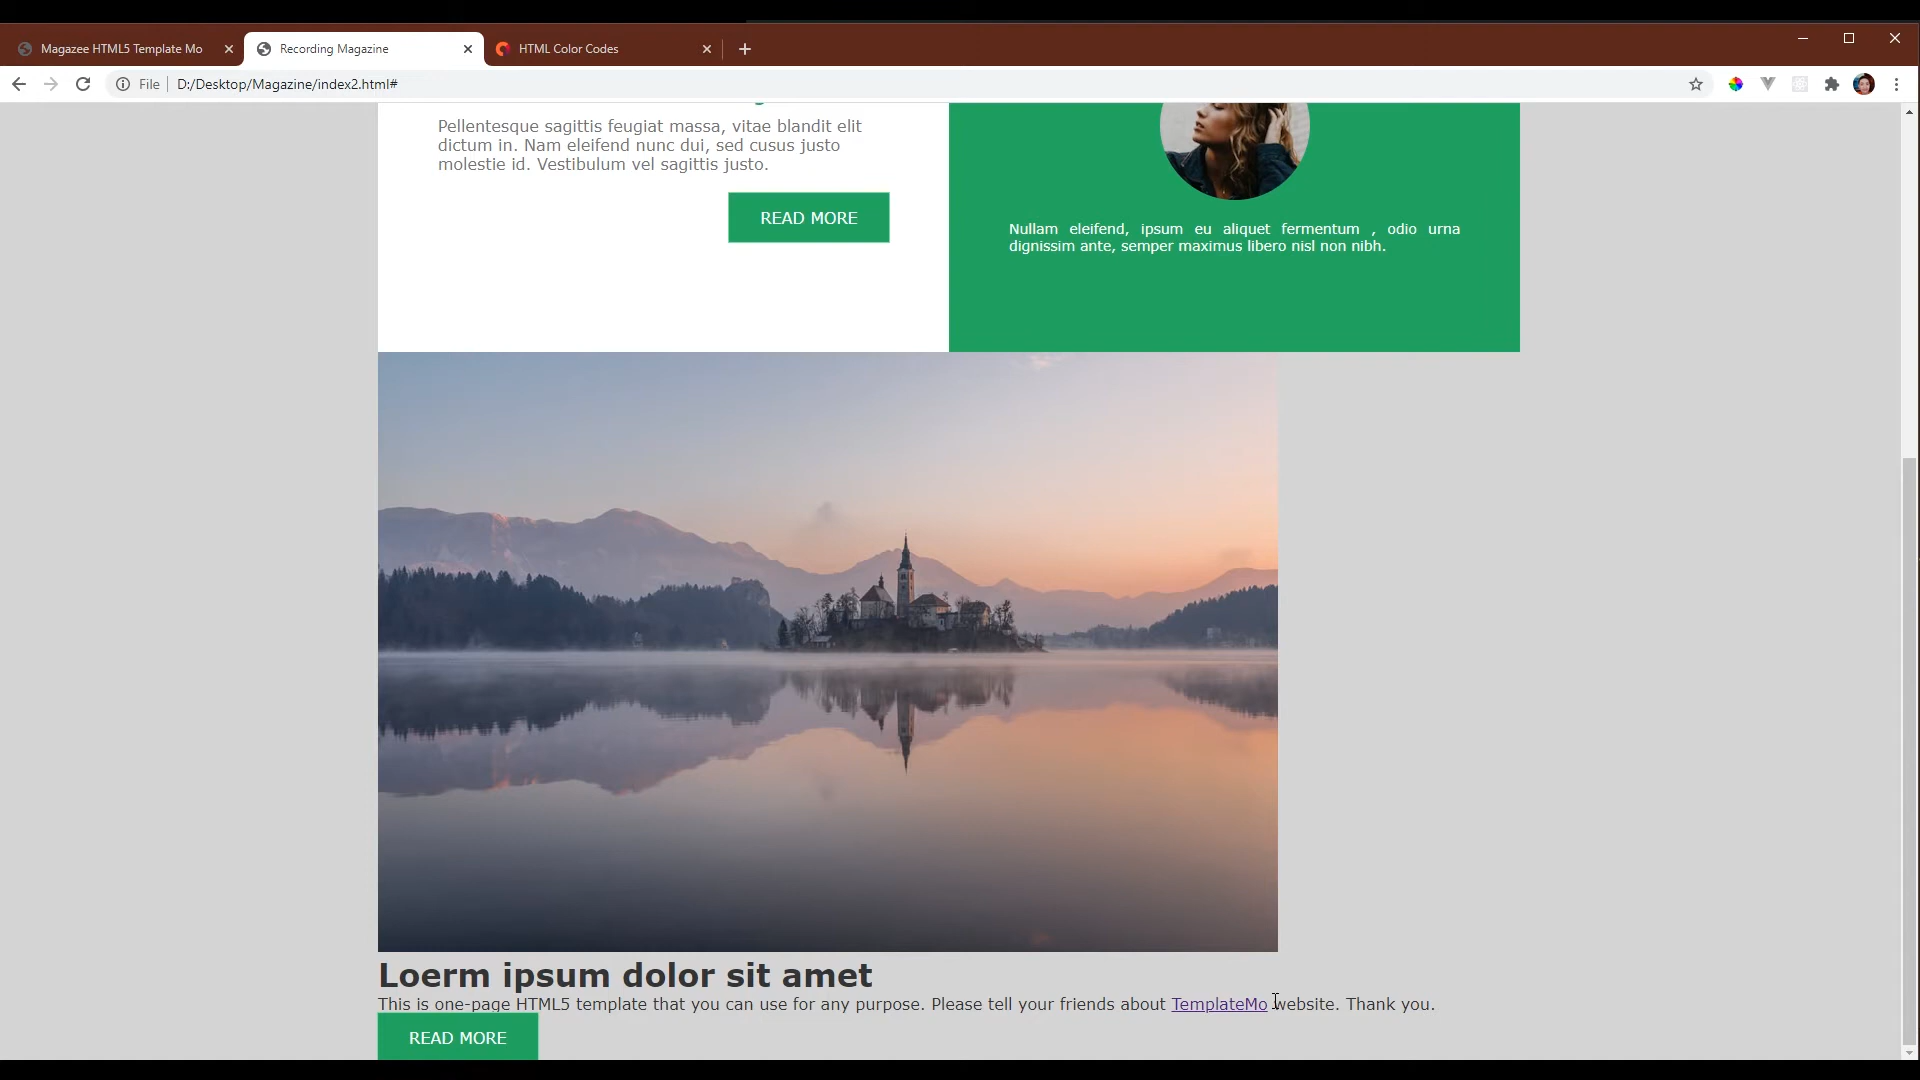 Magazee HTML5 Template Mo
Recording Magazine
HTML Color Codes
File
D:/Desktop/Magazine/index2.html#
Pellentesque sagittis feugiat massa, vitae blandit elit
dictum in. Nam eleifend nunc dui, sed cusus justo
molestie id. Vestibulum vel sagittis justo.
READ MORE
Nullam eleifend, ipsum eu aliquet fermentum , odio urna
dignissim ante, semper maximus libero nisl non nibh.
Loerm ipsum dolor sit amet
This is one-page HTML5 template that you can use for any purpose. Please tell your friends about TemplateMo website. Thank you.
READ MORE